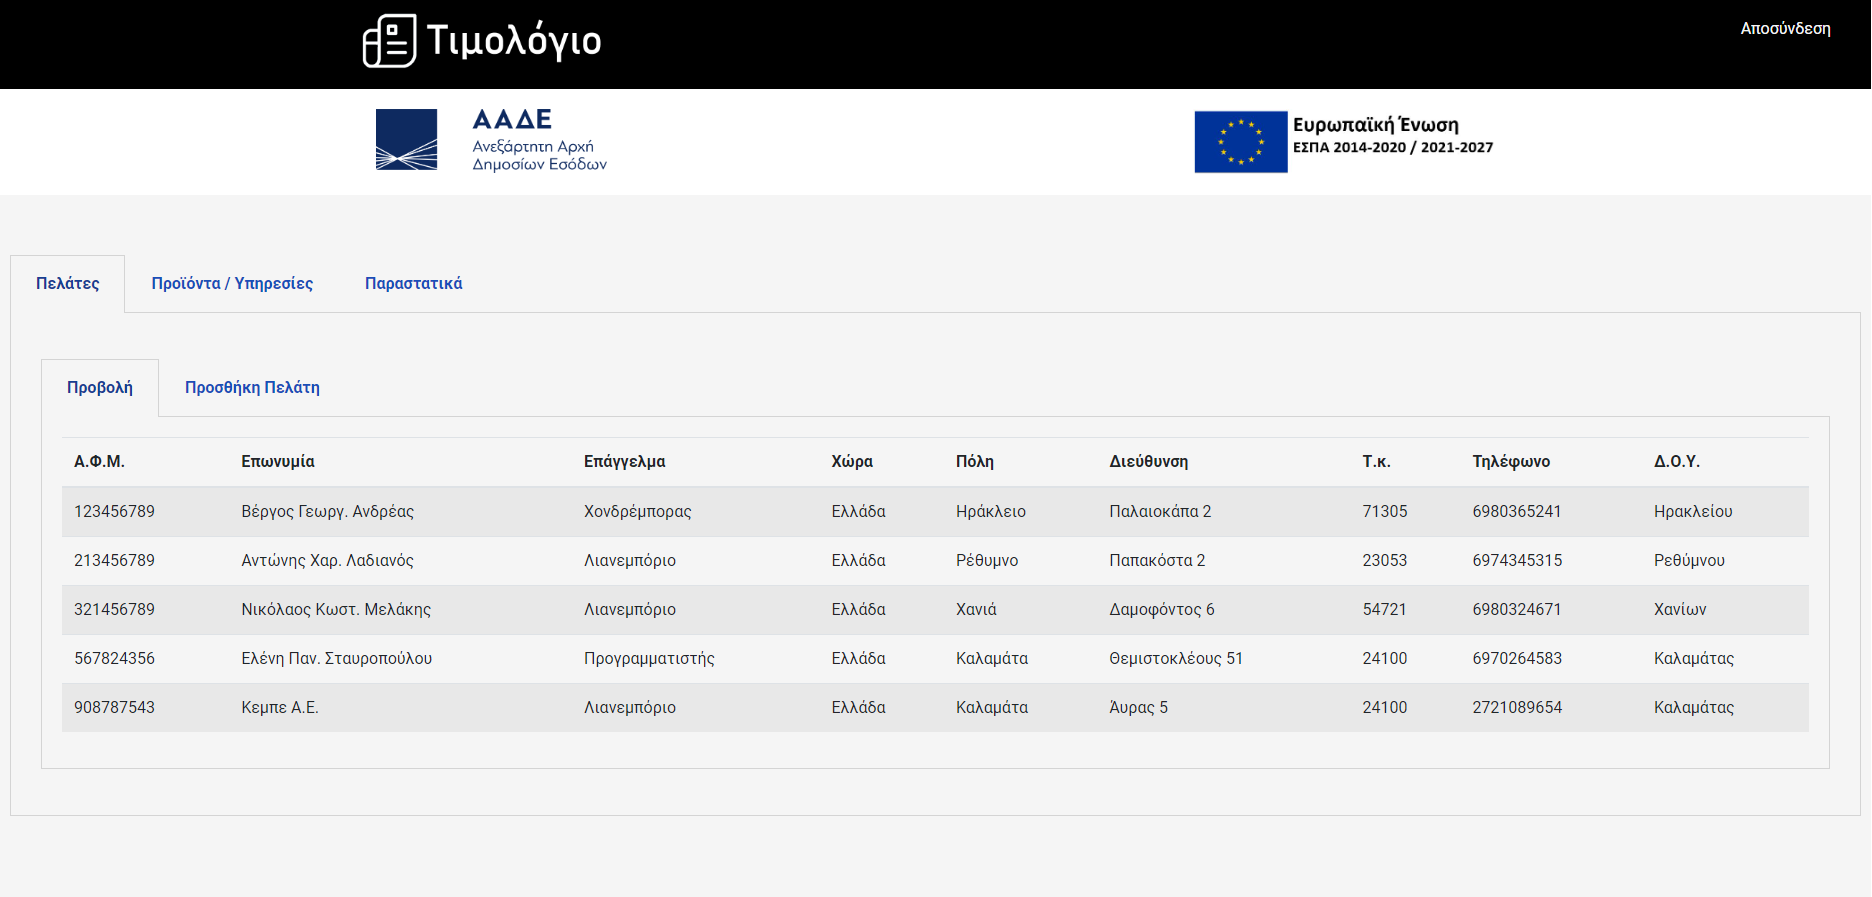 Τιμολόγιο
Αποσύνδεση
ΑΑΔΕ
Ανεξάρτητη Αρχή
Δημοσίων Εσόδων
Ευρωπαϊκή Ένωση
ΕΣΠΑ 2014-2020 / 2021-2027
Πελάτες Προϊόντα / Υπηρεσίες Παραστατικά
Προβολή Προσθήκη Πελάτη
Α.Φ.Μ. Επωνυμία Επάγγελμα Χώρα Πόλη Διεύθυνση Τ.κ. Τηλέφωνο Δ.Ο.Υ.
123456789 Βέργος Γεωργ. Ανδρέας Χονδρέμπορας Ελλάδα Ηράκλειο Παλαιοκάπα 2 71305 6980365241 Ηρακλείου
213456789 Αντώνης Χαρ. Λαδιανός Λιανεμπόριο Ελλάδα Ρέθυμνο Παπακόστα 2 23053 6974345315 Ρεθύμνου
321456789 Νικόλαος Κωστ. Μελάκης Λιανεμπόριο Ελλάδα Χανιά Δαμοφόντος 6 54721 6980324671 Χανίων
567824356 Ελένη Παν. Σταυροπούλου Προγραμματιστής Ελλάδα Καλαμάτα Θεμιστοκλέους 51 24100 6970264583 Καλαμάτας
908787543 Κεμπε Α.Ε. Λιανεμπόριο Ελλάδα Καλαμάτα Άυρας 5 24100 2721089654 Καλαμάτας